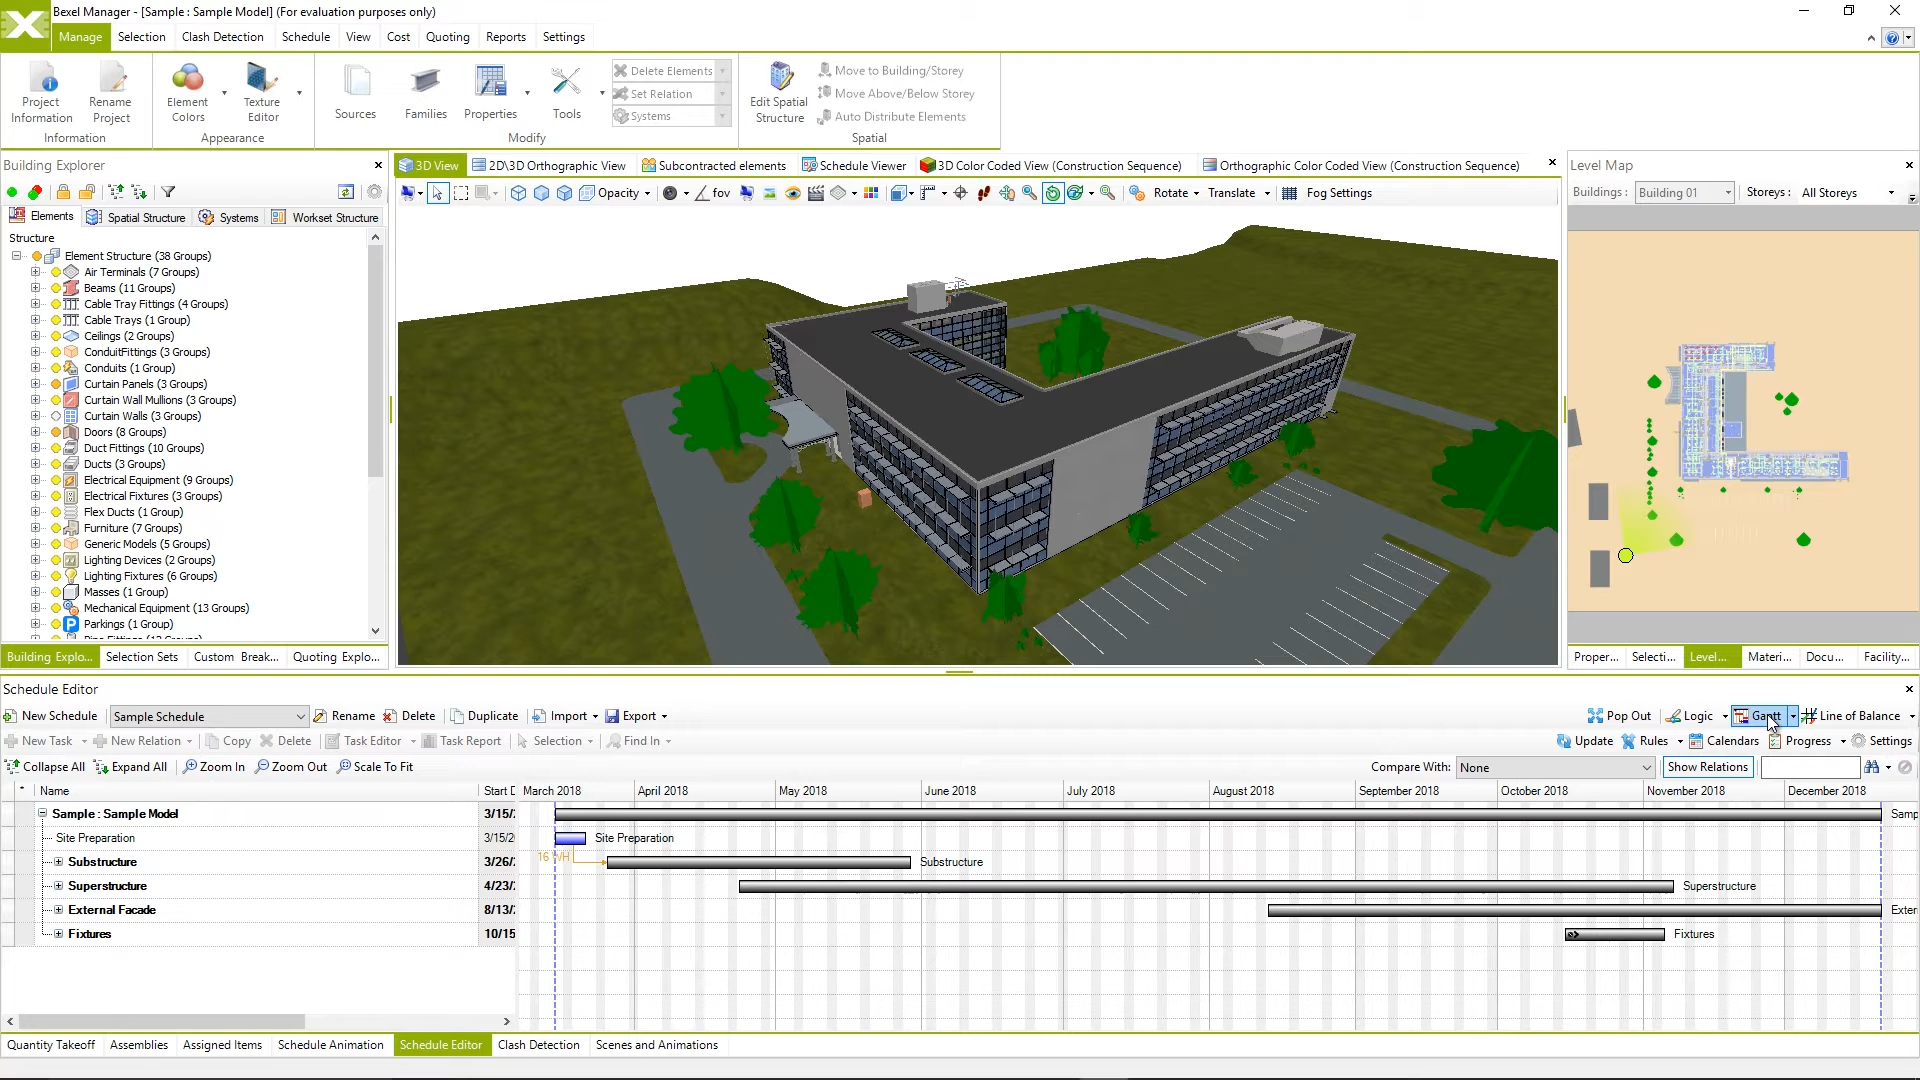 Bexel Manager - [Sample : Sample Model] (For evaluation purposes only)
Manage Selection Clash Detection Schedule View Cost Quoting Reports Settings
Project Information
Rename Project
Information
Element Colors
Texture Editor
Appearance
Sources
Families
Properties
Tools
Delete Elements
Set Relation
Systems
Modify
Edit Spatial Structure
Move to Building/Storey
Move Above/Below Storey
Auto Distribute Elements
Spatial
Building Explorer
Elements Spatial Structure Systems Workset Structure
Structure
Element Structure (38 Groups)
Air Terminals (7 Groups)
Beams (11 Groups)
Cable Tray Fittings (4 Groups)
Cable Trays (1 Group)
Ceilings (2 Groups)
ConduitFittings (3 Groups)
Conduits (1 Group)
Curtain Panels (3 Groups)
Curtain Wall Mullions (3 Groups)
Curtain Walls (3 Groups)
Doors (8 Groups)
Duct Fittings (10 Groups)
Ducts (3 Groups)
Electrical Equipment (9 Groups)
Electrical Fixtures (3 Groups)
Flex Ducts (1 Group)
Furniture (7 Groups)
Generic Models (5 Groups)
Lighting Devices (2 Groups)
Lighting Fixtures (6 Groups)
Masses (1 Group)
Mechanical Equipment (13 Groups)
Parkings (1 Group)
Building Explo... Selection Sets Custom Break... Quoting Explo...
3D View 2D\3D Orthographic View Subcontracted elements Schedule Viewer 3D Color Coded View (Construction Sequence) Orthographic Color Coded View (Construction Sequence)
Opacity fov Rotate Translate Fog Settings
Level Map
Buildings : Building 01 Storeys: All Storeys
Proper... Selecti... Level... Materi... Docu... Facility...
Schedule Editor
New Schedule Sample Schedule Rename Delete Duplicate Import Export Pop Out Logic Gantt Line of Balance
New Task New Relation Copy Delete Task Editor Task Report Selection Find In Update Rules Calendars Progress Settings
Collapse All Expand All Zoom In Zoom Out Scale To Fit Compare With: None Show Relations
* Name Start D March 2018 April 2018 May 2018 June 2018 July 2018 August 2018 September 2018 October 2018 November 2018 December 2018
Sample : Sample Model 3/15/ Samp
Site Preparation 3/15/20 Site Preparation
Substructure 3/26/ 16 WH Substructure
Superstructure 4/23/ Superstructure
External Facade 8/13/ Exter
Fixtures 10/15 Fixtures
Quantity Takeoff Assemblies Assigned Items Schedule Animation Schedule Editor Clash Detection Scenes and Animations